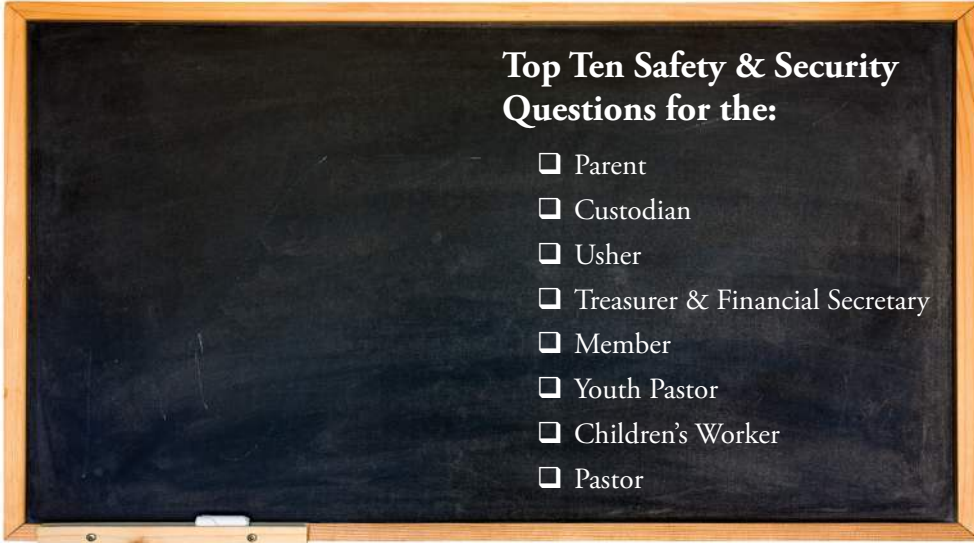 Top Ten Safety & Security
Questions for the:
❑ Parent
❑ Custodian
❑ Usher
❑ Treasurer & Financial Secretary
❑ Member
❑ Youth Pastor
❑ Children's Worker
❑ Pastor